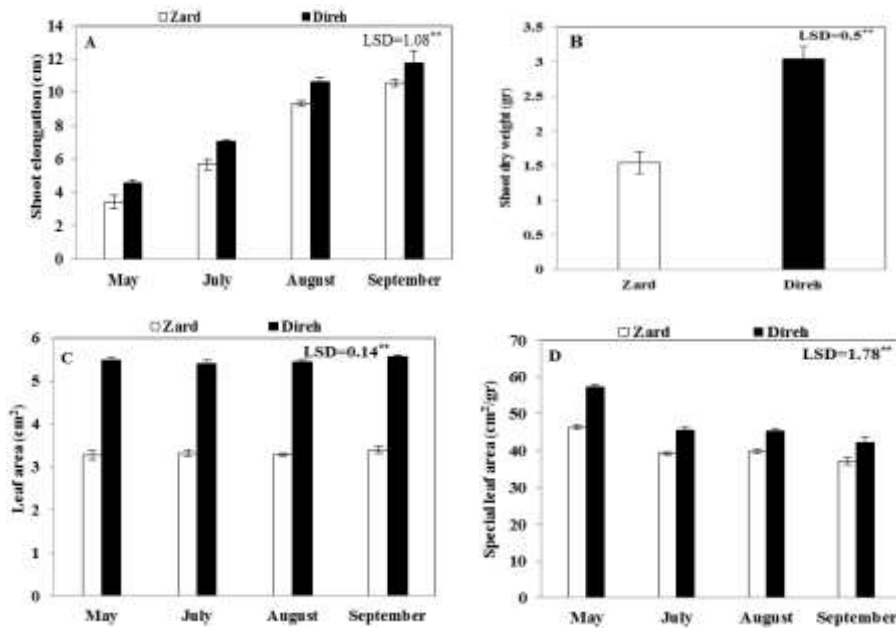 Zard Direh
A LSD=1.08**
Shoot elongation (cm)
14
12
10
8
6
4
2
0
May July August September
B LSD=0.5**
Shoot dry weight (gr)
3.5
3
2.5
2
1.5
1
0.5
0
Zard Direh
Zard Direh
C LSD=0.14**
Leaf area (cm²)
6
5
4
3
2
1
0
May July August September
Zard Direh
D LSD=1.78**
Special leaf area (cm²/gr)
70
60
50
40
30
20
10
0
May July August September